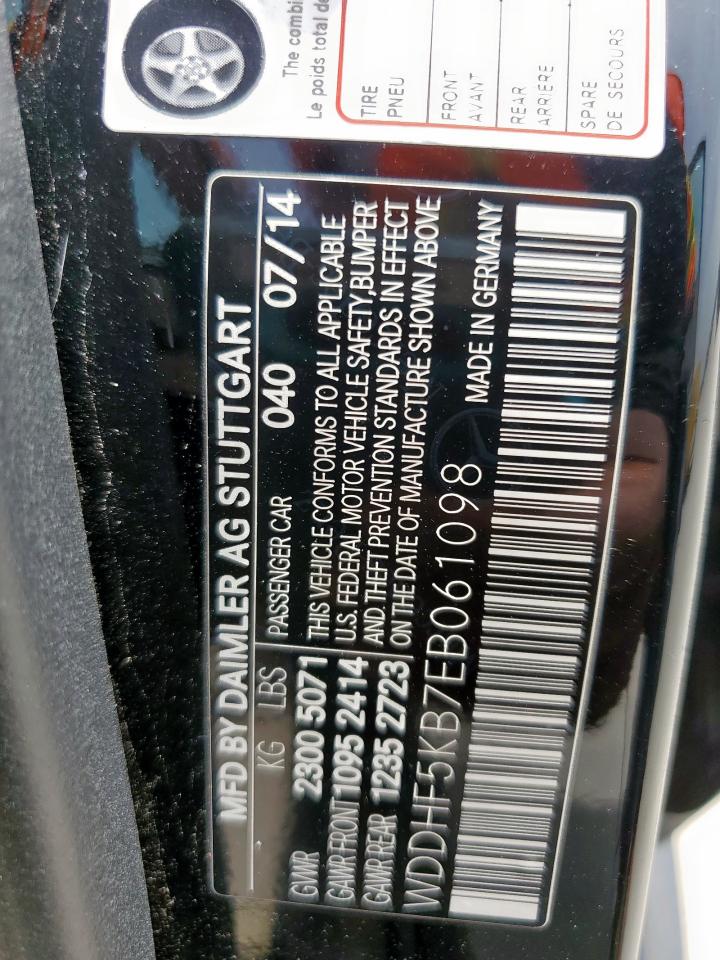 The combi
Le poids total de
TIRE
PNEU
FRONT
AVANT
REAR
ARRIERE
SPARE
DE SECOURS
MFD BY DAIMLER AG STUTTGART
KG LBS PASSENGER CAR 040 07/14
GVWR 2300 5071
GAWR FRONT 1095 2414
GAWR REAR 1235 2723
THIS VEHICLE CONFORMS TO ALL APPLICABLE
U.S. FEDERAL MOTOR VEHICLE SAFETY,BUMPER
AND THEFT PREVENTION STANDARDS IN EFFECT
ON THE DATE OF MANUFACTURE SHOWN ABOVE
WDDHF5KB7EB061098 MADE IN GERMANY